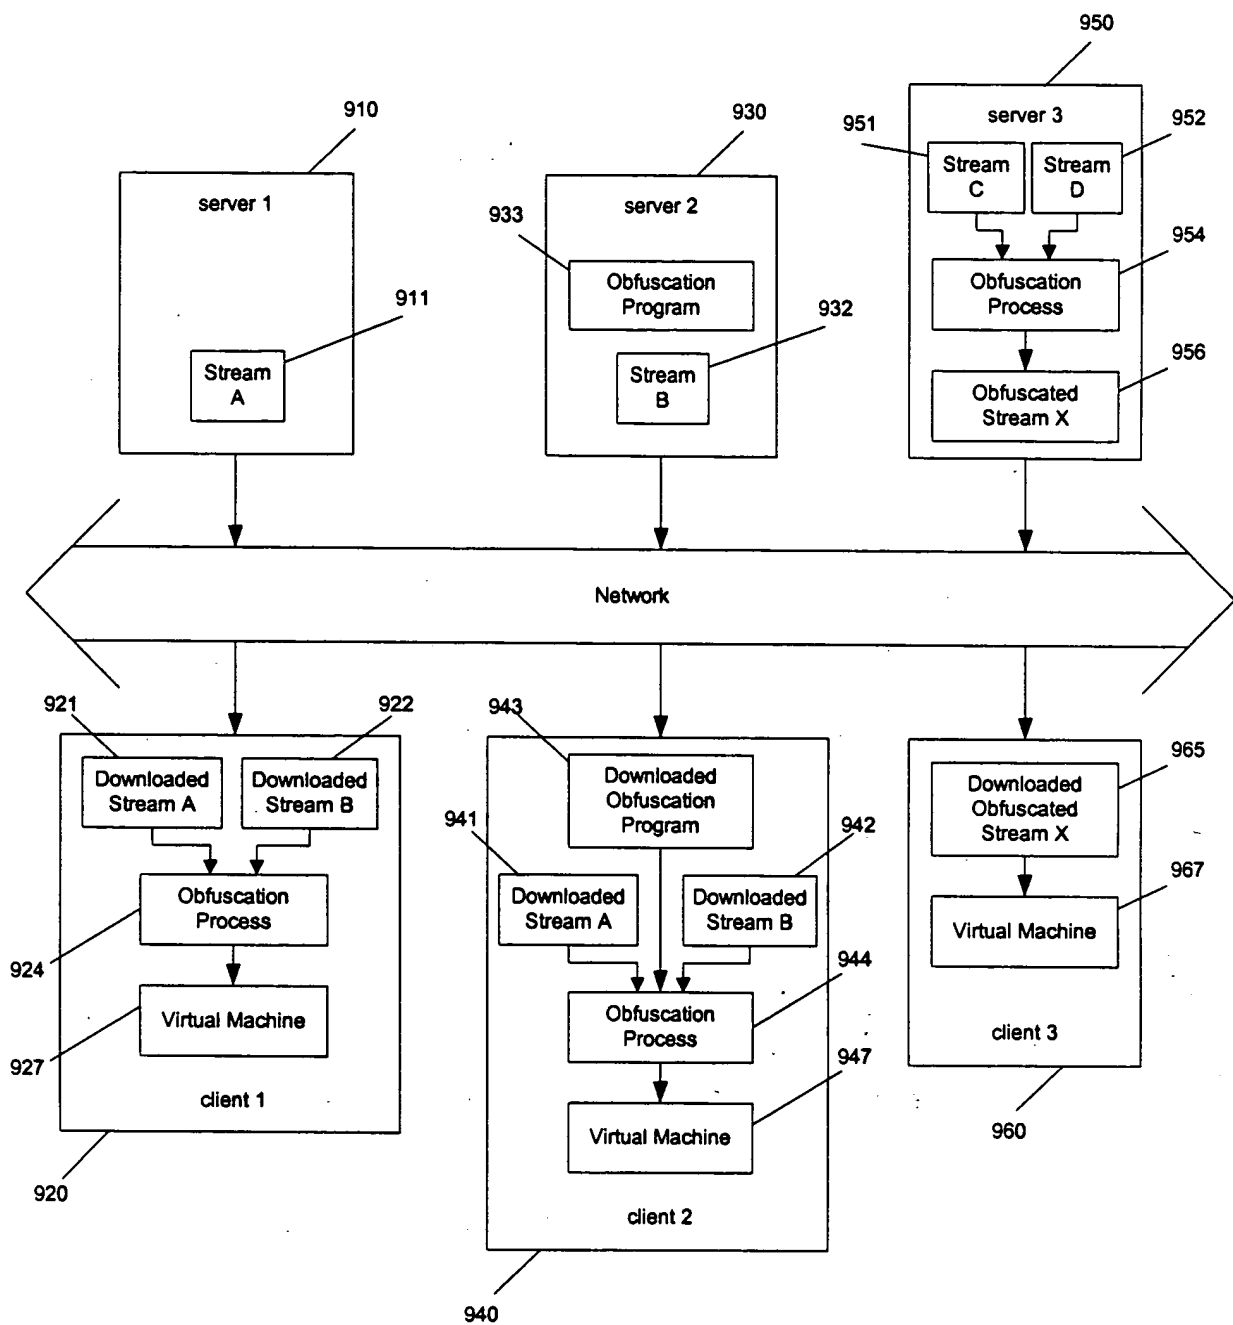 950
910
930
951
952
server 3
Stream
C
Stream
D
server 1
server 2
933
954
Obfuscation
Program
Obfuscation
Process
911
932
956
Stream
A
Stream
B
Obfuscated
Stream X
Network
921
922
943
965
Downloaded
Stream A
Downloaded
Stream B
Downloaded
Obfuscation
Program
Downloaded
Obfuscated
Stream X
941
942
967
Obfuscation
Process
Downloaded
Stream A
Downloaded
Stream B
Virtual Machine
924
944
Virtual Machine
Obfuscation
Process
client 3
927
947
client 1
Virtual Machine
960
920
client 2
940